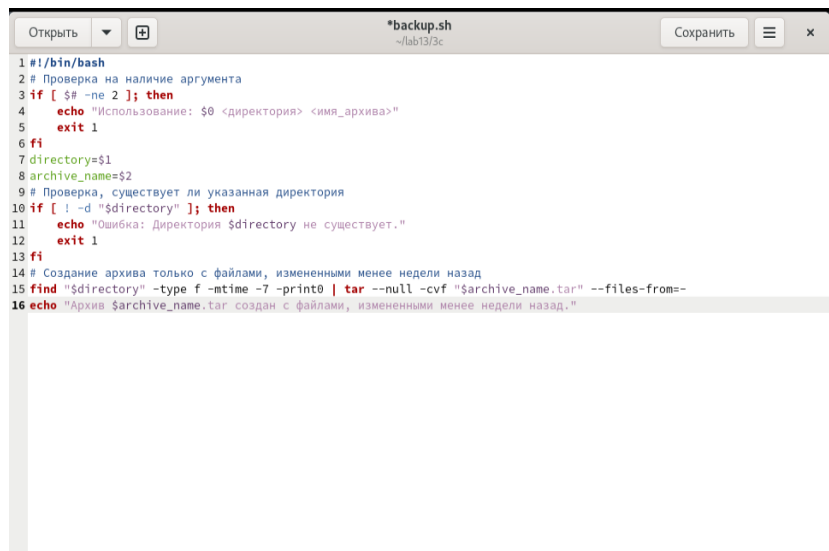 Открыть
*backup.sh
~/lab13/3c
Сохранить
1 #!/bin/bash
2 # Проверка на наличие аргумента
3 if [ $# -ne 2 ]; then
4     echo "Использование: $0 <директория> <имя_архива>"
5     exit 1
6 fi
7 directory=$1
8 archive_name=$2
9 # Проверка, существует ли указанная директория
10 if [ ! -d "$directory" ]; then
11     echo "Ошибка: Директория $directory не существует."
12     exit 1
13 fi
14 # Создание архива только с файлами, измененными менее недели назад
15 find "$directory" -type f -mtime -7 -print0 | tar --null -cvf "$archive_name.tar" --files-from=-
16 echo "Архив $archive_name.tar создан с файлами, измененными менее недели назад."